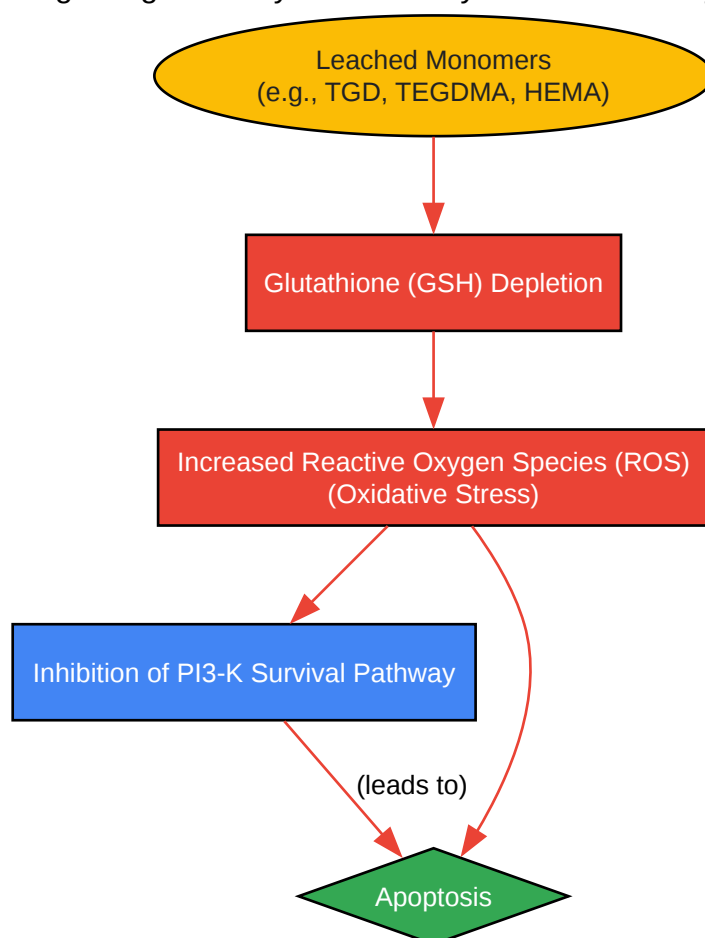 Leached Monomers
(e.g., TGD, TEGDMA, HEMA)
Glutathione (GSH) Depletion
Increased Reactive Oxygen Species (ROS)
(Oxidative Stress)
Inhibition of PI3-K Survival Pathway
(leads to)
Apoptosis